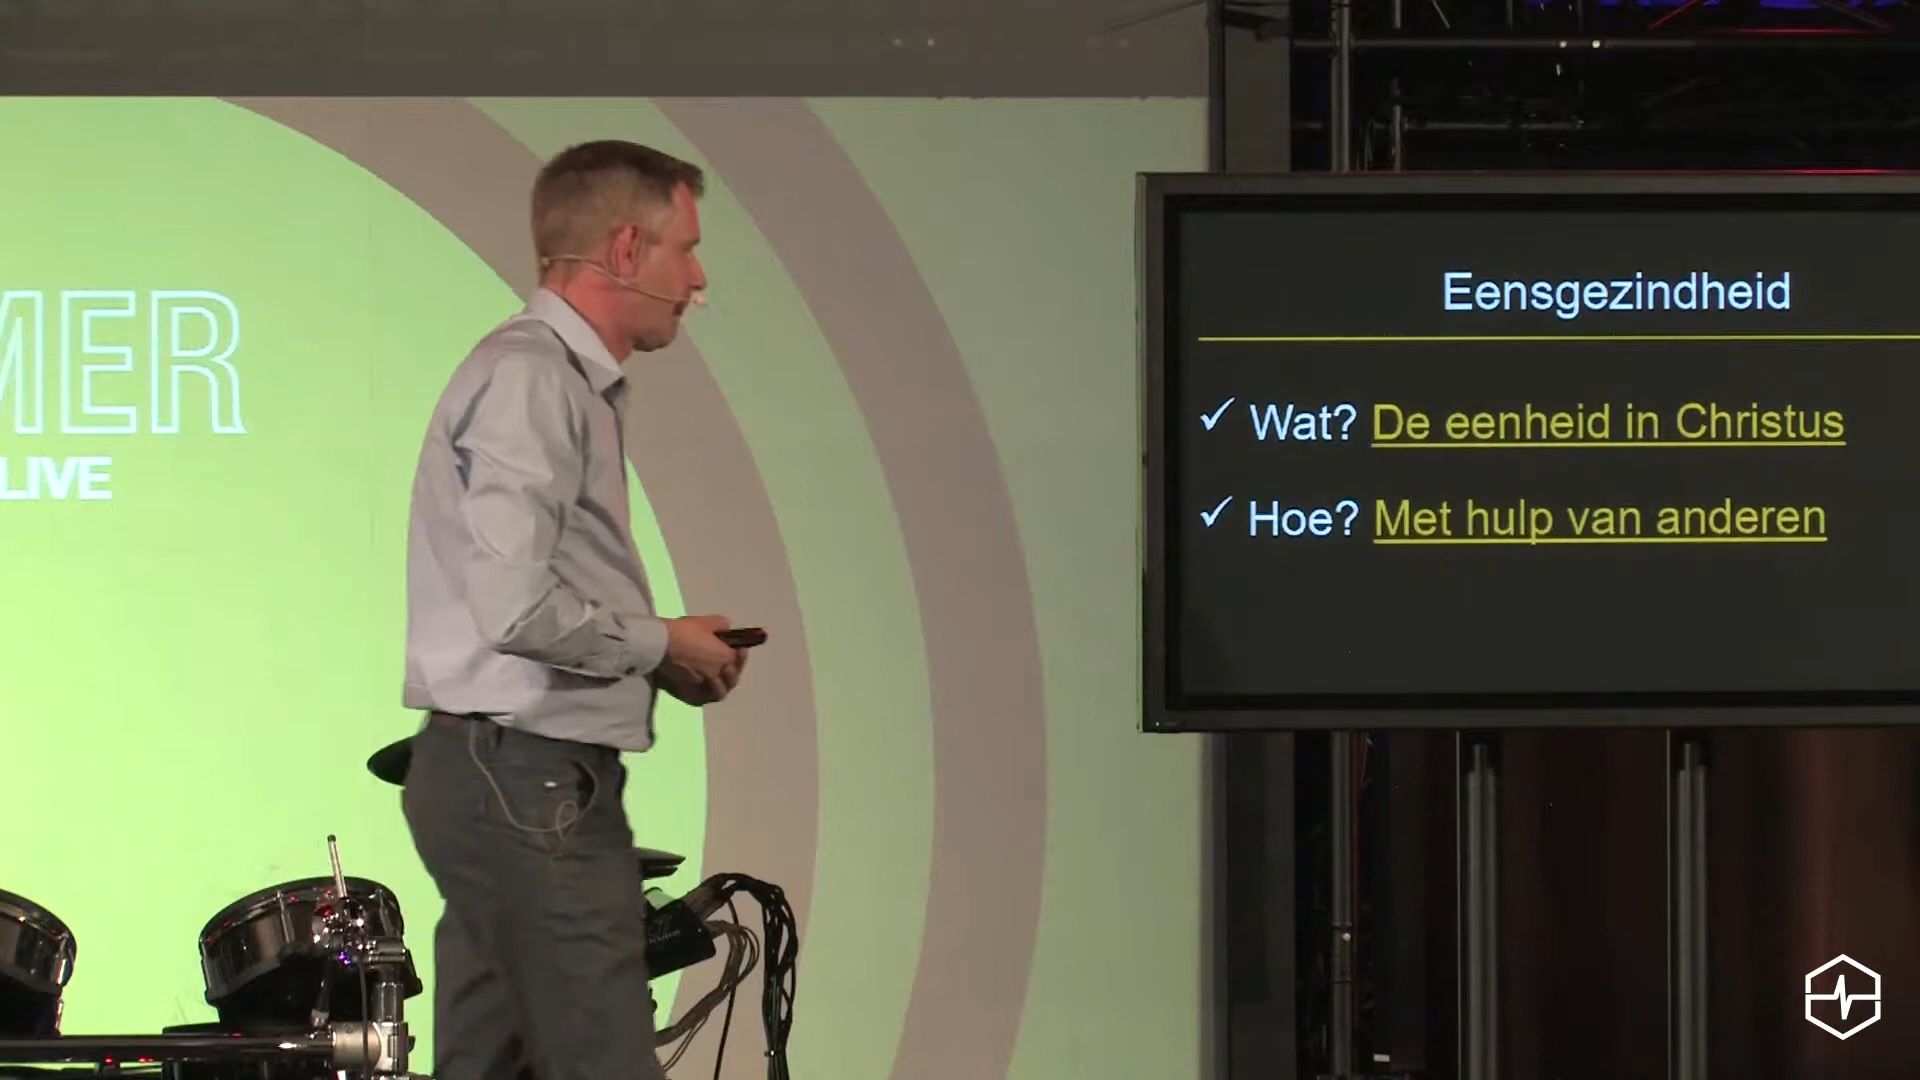 MER
LIVE
Eensgezindheid
✓ Wat? De eenheid in Christus
✓ Hoe? Met hulp van anderen